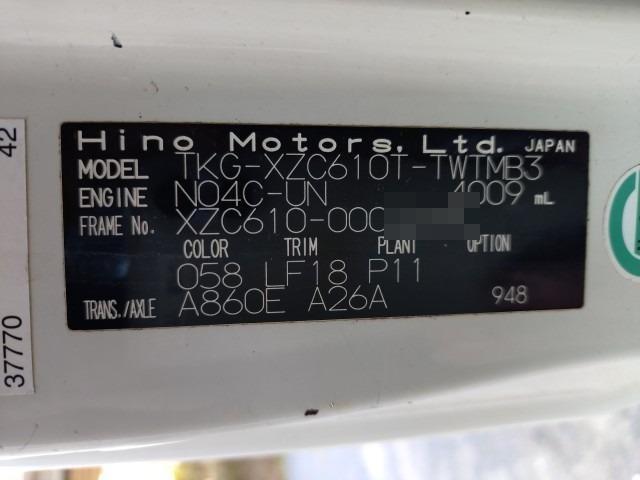 Hino Motors, Ltd. JAPAN
MODEL TKG-XZC610T-TWTMB3
ENGINE N04C-UN 4009 mL
FRAME No. XZC610-000
COLOR TRIM PLANT OPTION
058 LF18 P11
TRANS./AXLE A860E A26A 948
37770 42